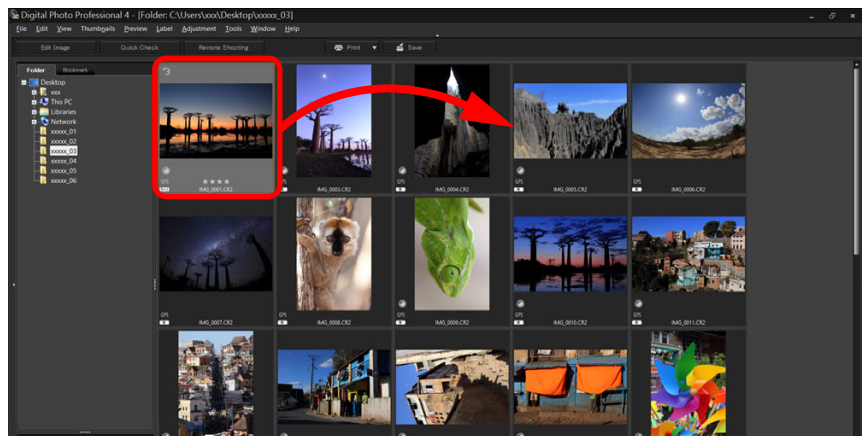 Digital Photo Professional 4 - [Folder: C:\Users\xxx\Desktop\xxxxx_03]
File Edit View Thumbnails Preview Label Adjustment Tools Window Help
Edit Image Quick Check Remote Shooting Print Save
Folder Bookmark
Desktop
xxx
This PC
Libraries
Network
xxxxx_01
xxxxx_02
xxxxx_03
xxxxx_04
xxxxx_05
xxxxx_06
3
GPS ★★★★
IMG_0001.CR2
GPS
IMG_0003.CR2
GPS
IMG_0004.CR2
GPS
IMG_0005.CR2
GPS
IMG_0006.CR2
GPS
IMG_0007.CR2
GPS
IMG_0008.CR2
GPS
IMG_0009.CR2
GPS
IMG_0010.CR2
GPS
IMG_0011.CR2